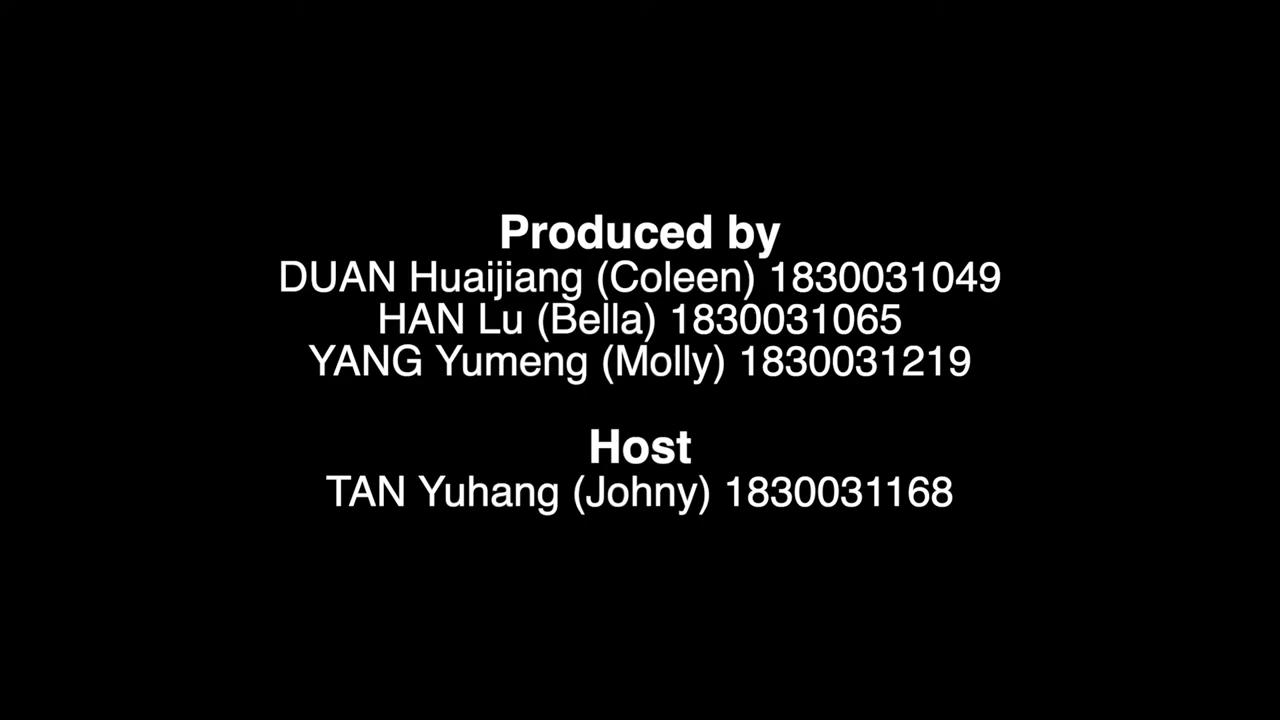 Produced by
DUAN Huaijiang (Coleen) 1830031049
HAN Lu (Bella) 1830031065
YANG Yumeng (Molly) 1830031219
Host
TAN Yuhang (Johny) 1830031168